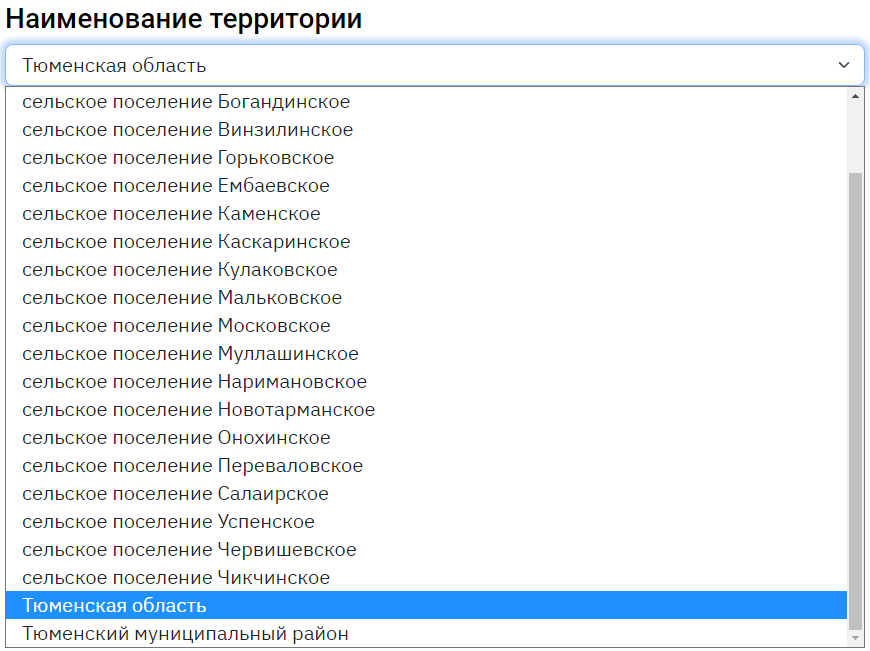 Наименование территории
Тюменская область
сельское поселение Богандинское
сельское поселение Винзилинское
сельское поселение Горьковское
сельское поселение Ембаевское
сельское поселение Каменское
сельское поселение Каскаринское
сельское поселение Кулаковское
сельское поселение Мальковское
сельское поселение Московское
сельское поселение Муллашинское
сельское поселение Наримановское
сельское поселение Новотарманское
сельское поселение Онохинское
сельское поселение Переваловское
сельское поселение Салаирское
сельское поселение Успенское
сельское поселение Червишевское
сельское поселение Чикчинское
Тюменская область
Тюменский муниципальный район